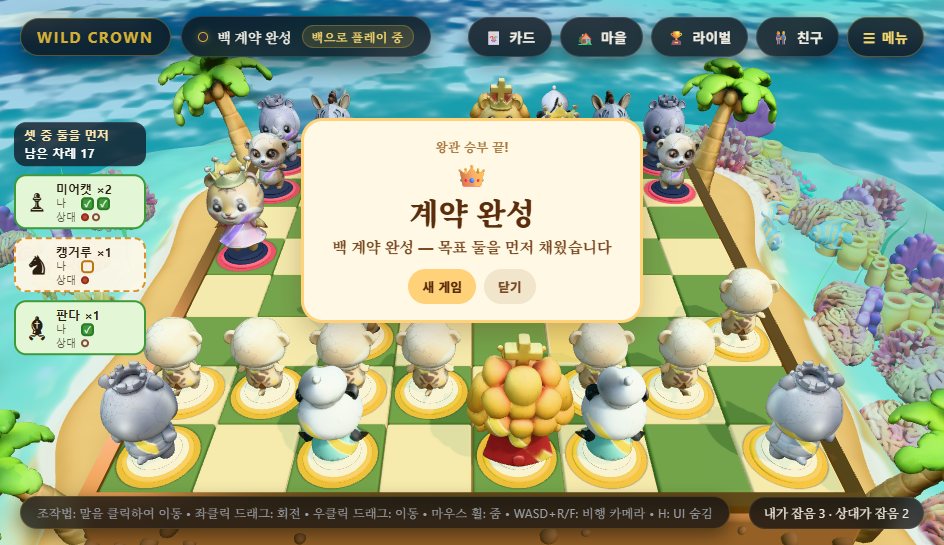 WILD CROWN
백 계약 완성
백으로 플레이 중
카드
마을
라이벌
친구
☰ 메뉴
셋 중 둘을 먼저
남은 차례 17
미어캣 ×2
나
상대
캥거루 ×1
나
상대
판다 ×1
나
상대
왕관 승부 끝!
계약 완성
백 계약 완성 — 목표 둘을 먼저 채웠습니다
새 게임
닫기
조작법: 말을 클릭하여 이동 • 좌클릭 드래그: 회전 • 우클릭 드래그: 이동 • 마우스 휠: 줌 • WASD+R/F: 비행 카메라 • H: UI 숨김
내가 잡음 3 · 상대가 잡음 2